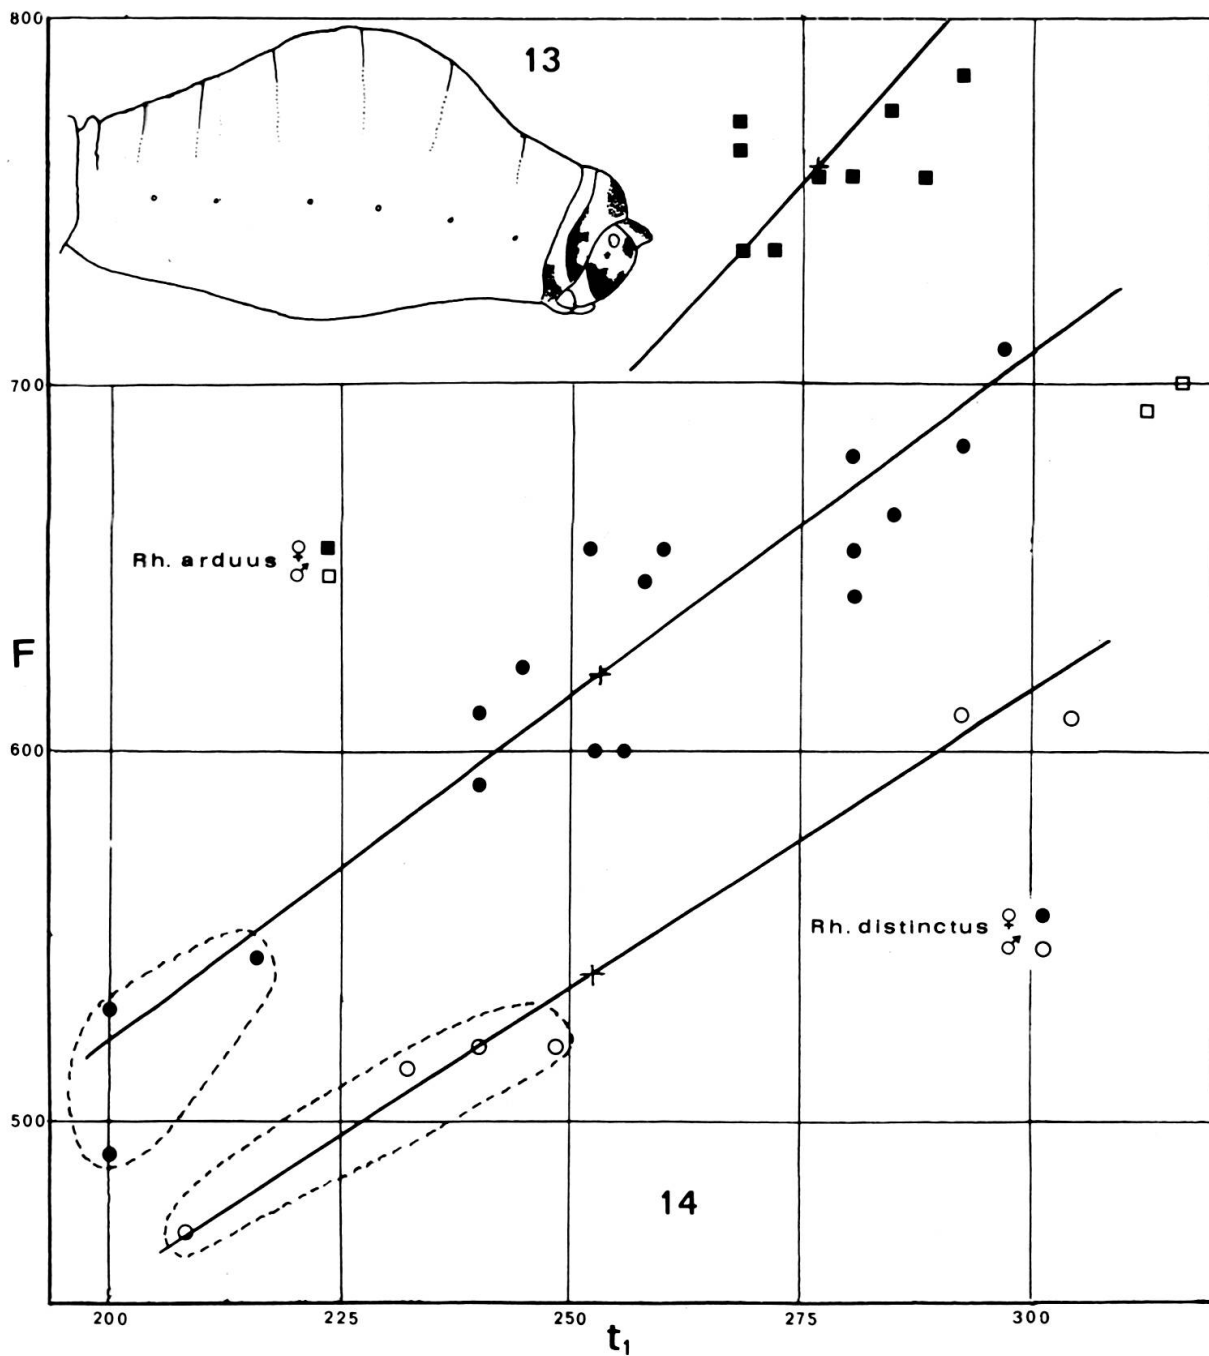 800
13
700
Rh. arduus ♀ ■
♂ □
F
600
Rh. distinctus ♀ ●
♂ ○
500
14
200 225 250 275 300
t₁